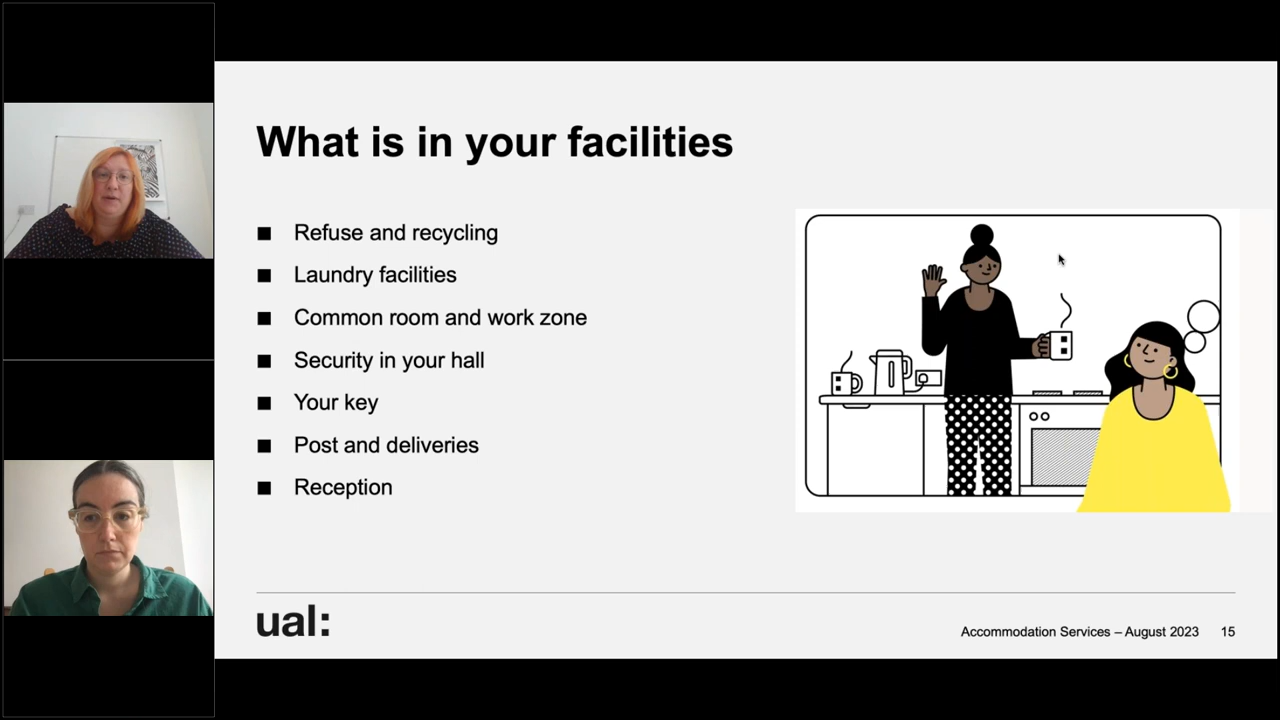 What is in your facilities
Refuse and recycling
Laundry facilities
Common room and work zone
Security in your hall
Your key
Post and deliveries
Reception
ual:
Accommodation Services – August 2023 15